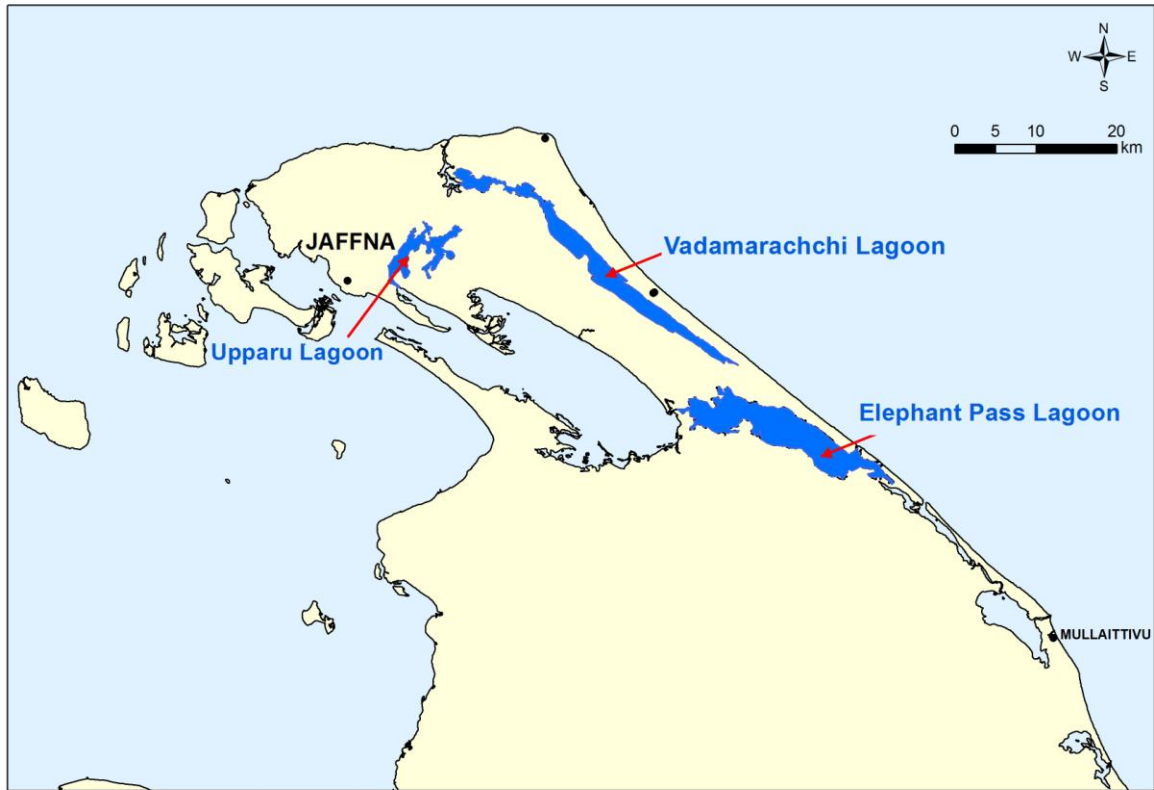 N
W E
S
0 5 10 20
km
JAFFNA
Vadamarachchi Lagoon
Upparu Lagoon
Elephant Pass Lagoon
MULLAITTIVU